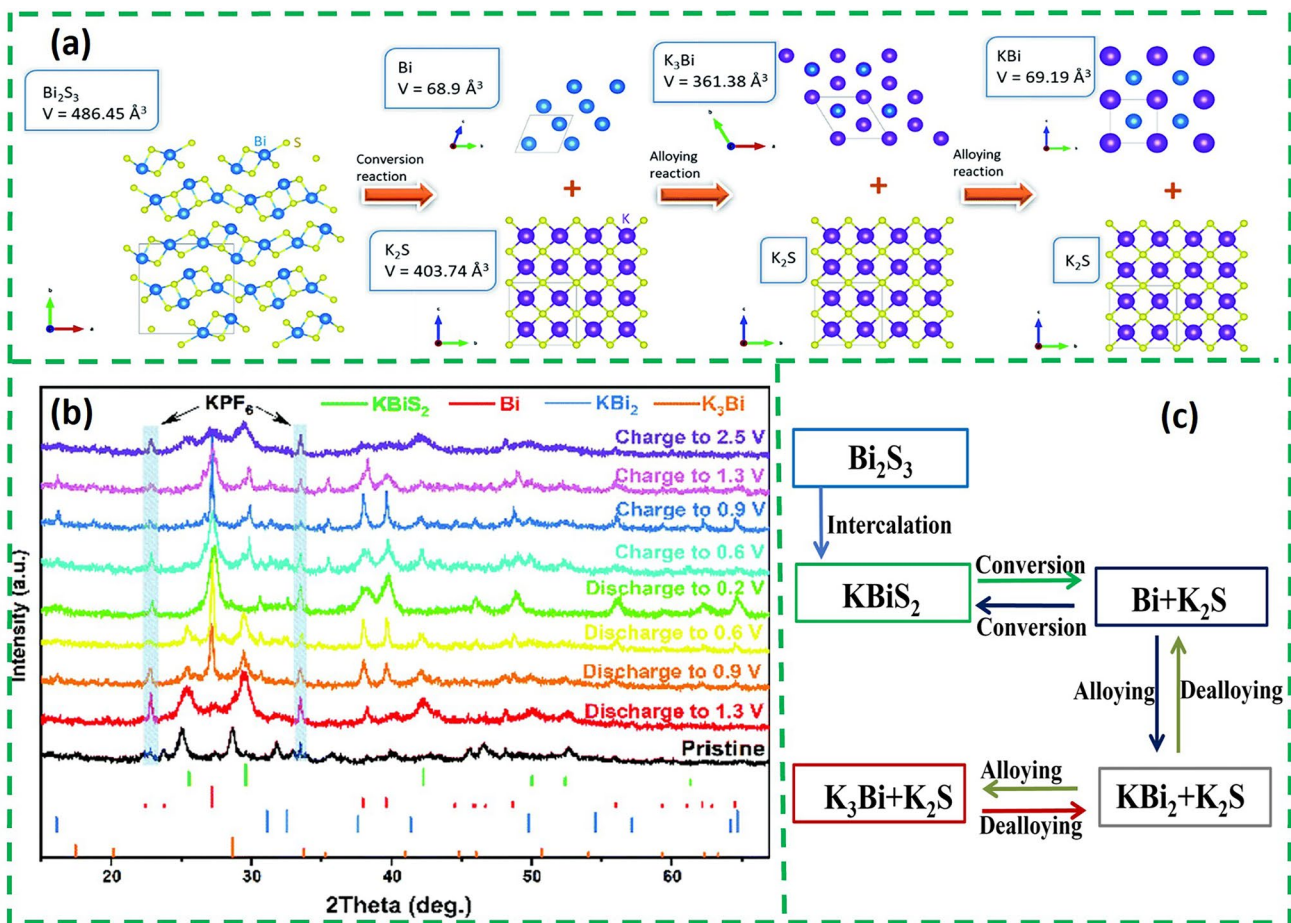 (a)
Bi₂S₃
V = 486.45 Å³
Bi
S
b
a
Conversion
reaction
Bi
V = 68.9 Å³
+
K₂S
V = 403.74 Å³
K
Alloying
reaction
K₃Bi
V = 361.38 Å³
+
K₂S
Alloying
reaction
KBi
V = 69.19 Å³
+
K₂S
(b)
KPF₆
KBiS₂
Bi
KBi₂
K₃Bi
Charge to 2.5 V
Charge to 1.3 V
Charge to 0.9 V
Charge to 0.6 V
Discharge to 0.2 V
Discharge to 0.6 V
Discharge to 0.9 V
Discharge to 1.3 V
Pristine
Intensity (a.u.)
20 30 40 50 60
2Theta (deg.)
(c)
Bi₂S₃
Intercalation
KBiS₂
Conversion
Conversion
Bi+K₂S
Alloying
Dealloying
K₃Bi+K₂S
Alloying
Dealloying
KBi₂+K₂S